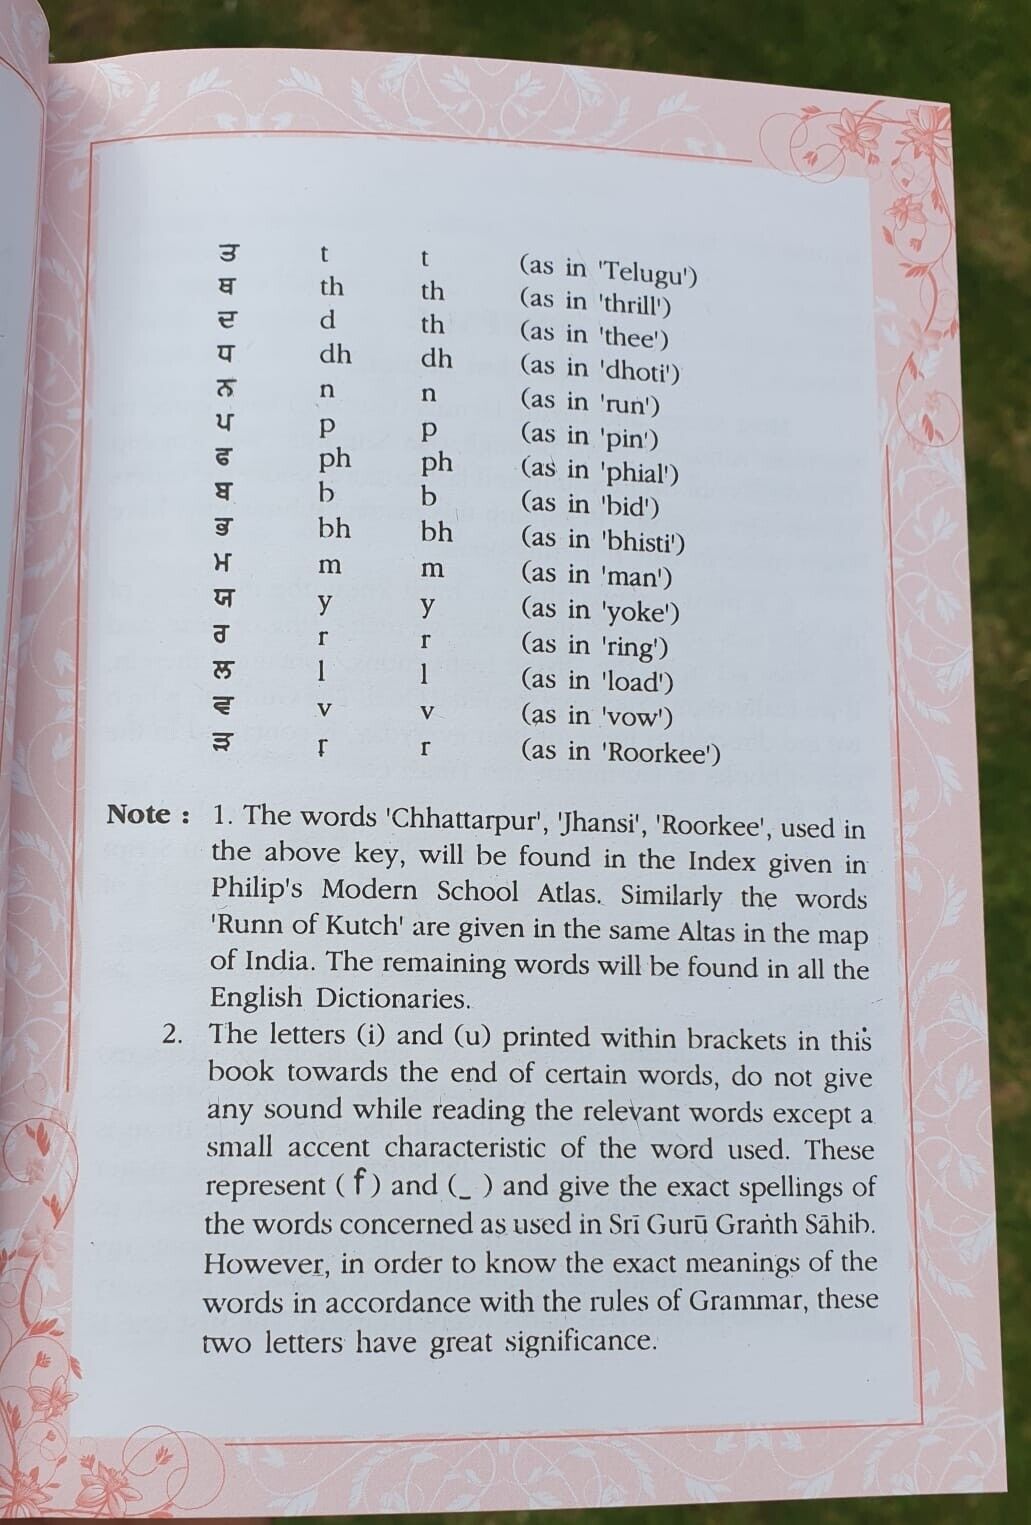 ਤ t t (as in 'Telugu')
ਥ th th (as in 'thrill')
ਦ d th (as in 'thee')
ਧ dh dh (as in 'dhoti')
ਨ n n (as in 'run')
ਪ p p (as in 'pin')
ਫ ph ph (as in 'phial')
ਬ b b (as in 'bid')
ਭ bh bh (as in 'bhisti')
ਮ m m (as in 'man')
ਯ y y (as in 'yoke')
ਰ r r (as in 'ring')
ਲ l l (as in 'load')
ਵ v v (as in 'vow')
ੜ ṛ r (as in 'Roorkee')
Note : 1. The words 'Chhattarpur', 'Jhansi', 'Roorkee', used in
the above key, will be found in the Index given in
Philip's Modern School Atlas. Similarly the words
'Runn of Kutch' are given in the same Altas in the map
of India. The remaining words will be found in all the
English Dictionaries.
2. The letters (i) and (u) printed within brackets in this
book towards the end of certain words, do not give
any sound while reading the relevant words except a
small accent characteristic of the word used. These
represent ( ਿ ) and ( ੁ ) and give the exact spellings of
the words concerned as used in Srī Gurū Graṅth Sāhib.
However, in order to know the exact meanings of the
words in accordance with the rules of Grammar, these
two letters have great significance.